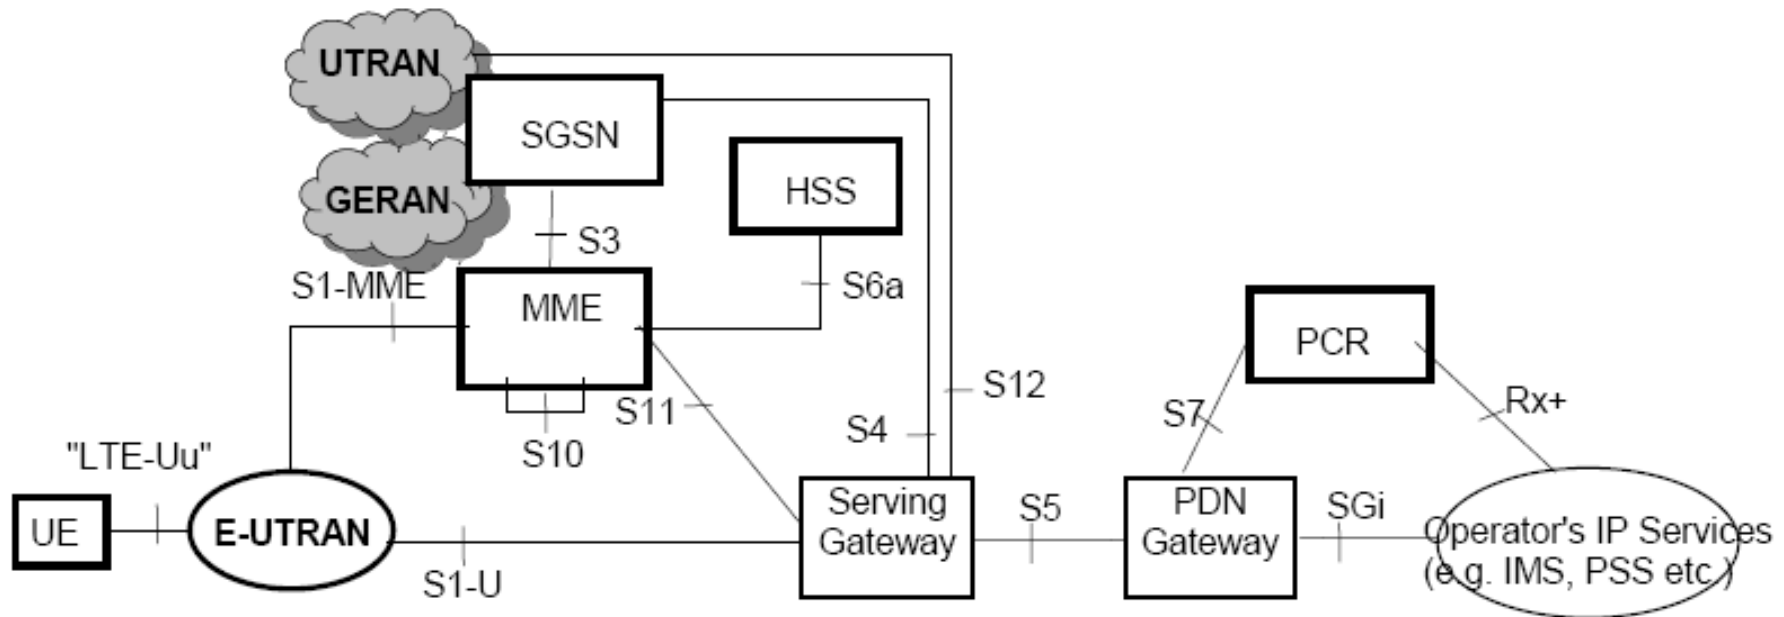 UTRAN
SGSN
HSS
GERAN
S3
S1-MME
S6a
MME
PCR
S12
S11
S7
Rx+
S4
S10
"LTE-Uu"
Serving
Gateway
PDN
Gateway
S5
SGi
UE
E-UTRAN
Operator's IP Services
(e.g. IMS, PSS etc.)
S1-U